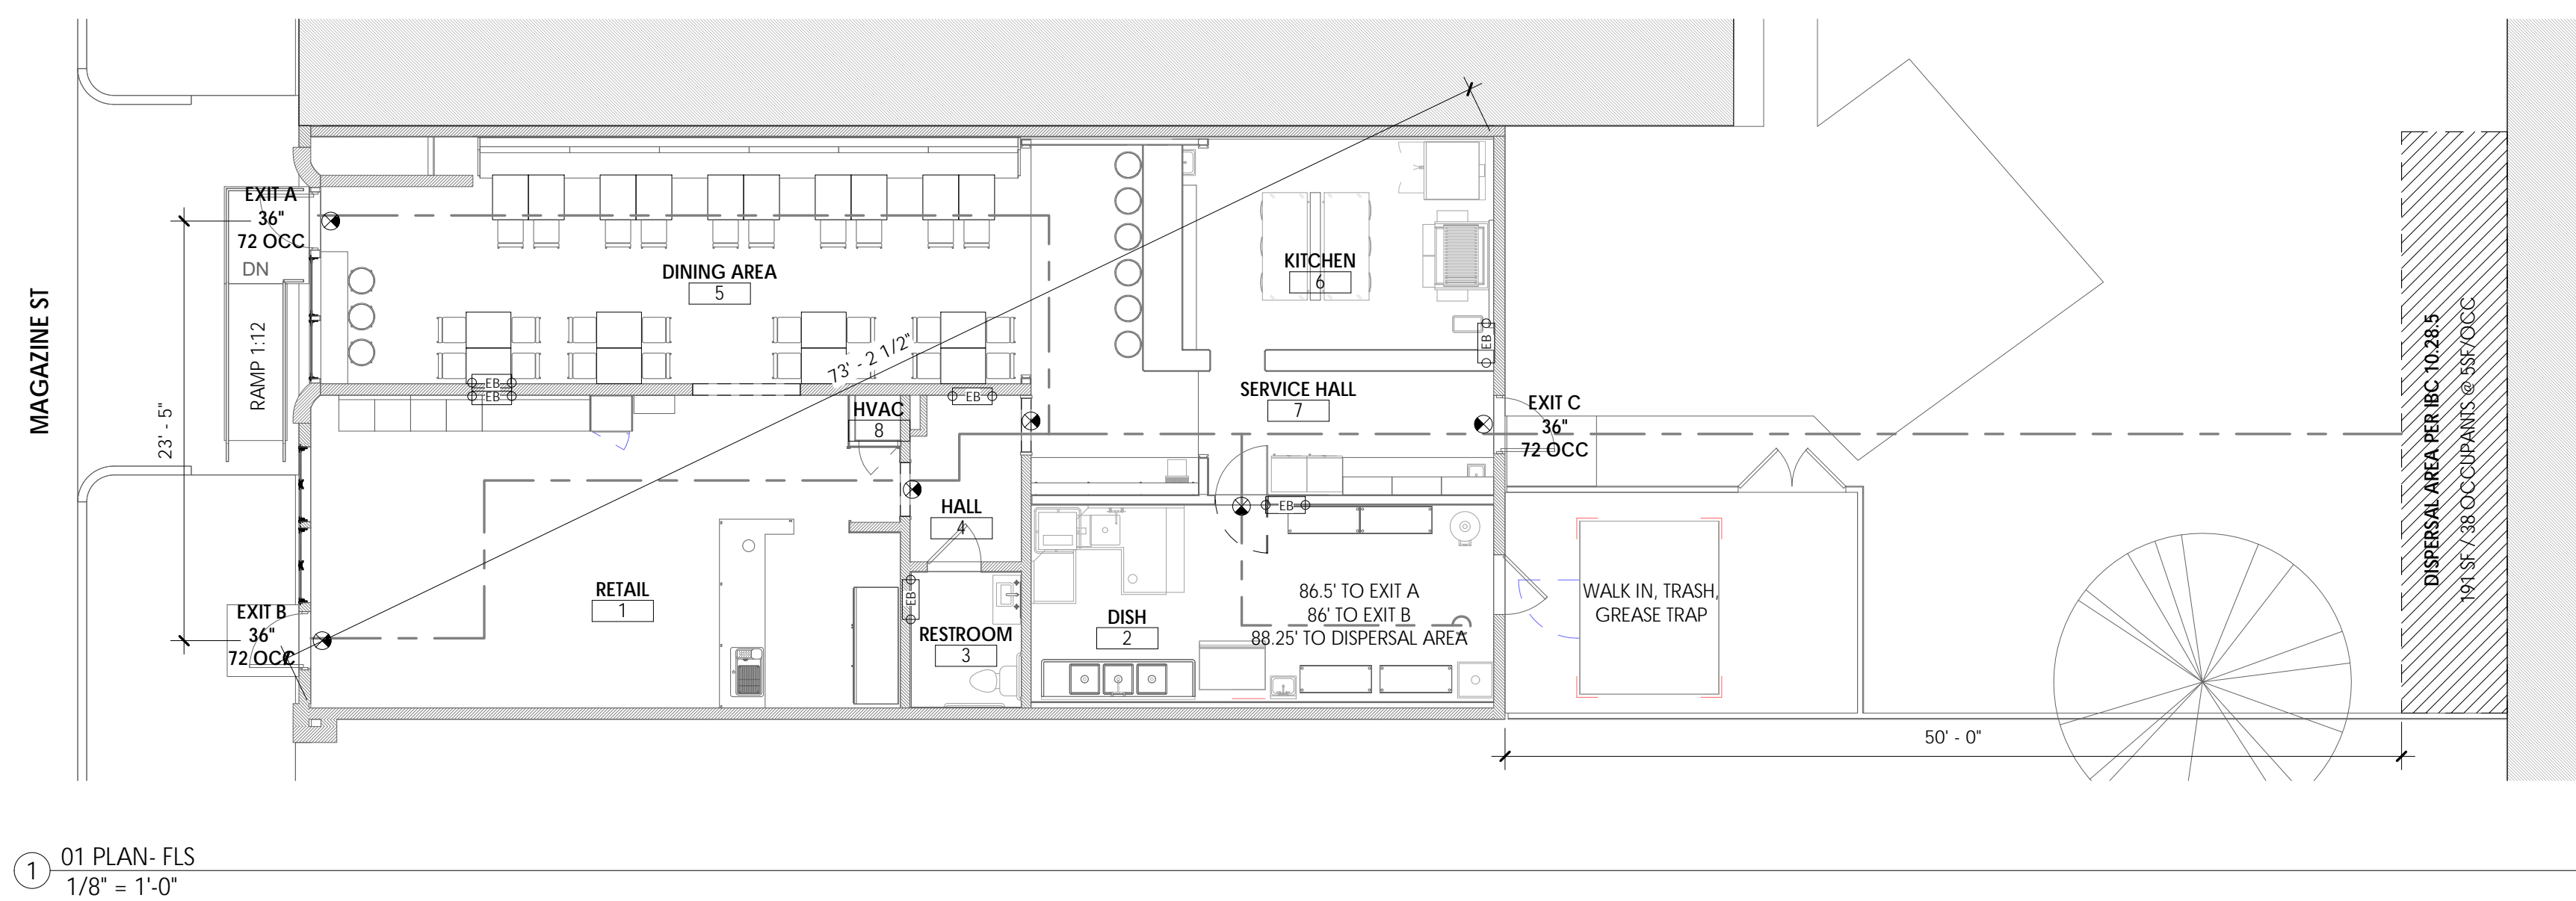 MAGAZINE ST
EXIT A
36"
72 OCC
DN
RAMP 1:12
23' - 5"
EXIT B
36"
72 OCC
DINING AREA
5
73' - 2 1/2"
EB
EB
EB
HVAC
8
RETAIL
1
HALL
4
EB
RESTROOM
3
KITCHEN
6
EB
SERVICE HALL
7
EB
DISH
2
86.5' TO EXIT A
86' TO EXIT B
88.25' TO DISPERSAL AREA
EXIT C
36"
72 OCC
WALK IN, TRASH,
GREASE TRAP
DISPERSAL AREA PER IBC 10.28.5
191 SF / 38 OCCUPANTS @ 5SF/OCC
50' - 0"
1
01 PLAN- FLS
1/8" = 1'-0"